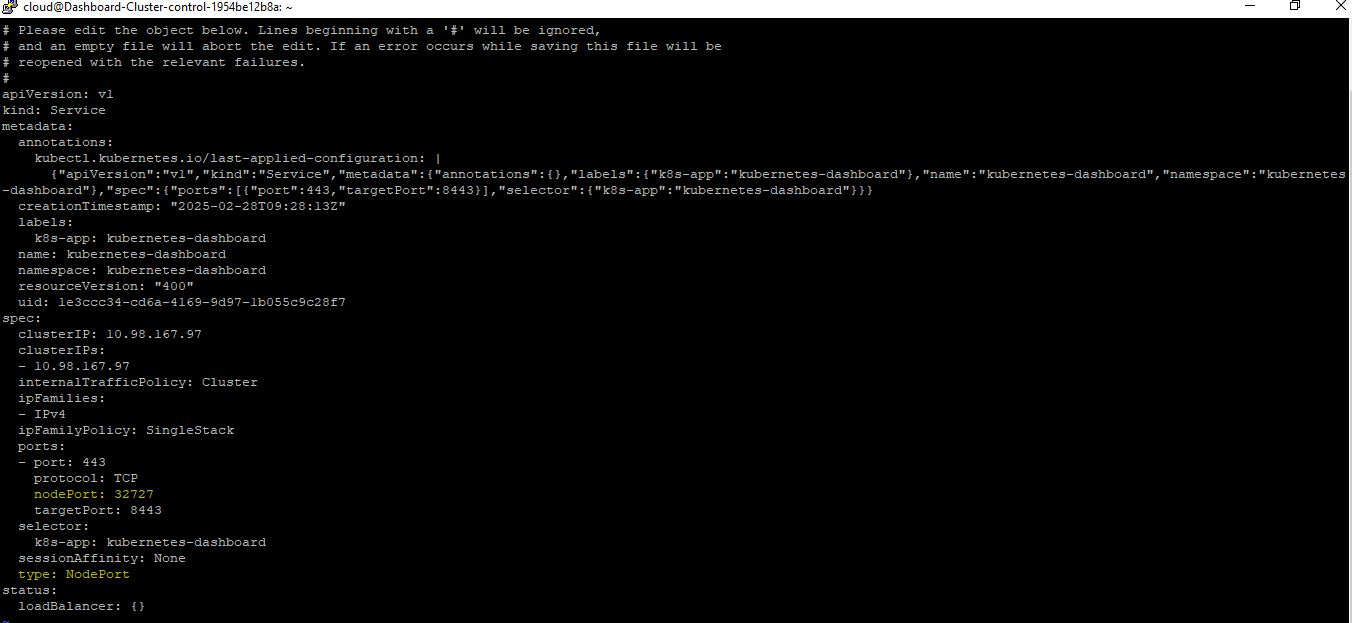 cloud@Dashboard-Cluster-control-1954be12b8a: ~
# Please edit the object below. Lines beginning with a '#' will be ignored,
# and an empty file will abort the edit. If an error occurs while saving this file will be
# reopened with the relevant failures.
#
apiVersion: v1
kind: Service
metadata:
  annotations:
    kubectl.kubernetes.io/last-applied-configuration: |
      {"apiVersion":"v1","kind":"Service","metadata":{"annotations":{},"labels":{"k8s-app":"kubernetes-dashboard"},"name":"kubernetes-dashboard","namespace":"kubernetes
-dashboard"},"spec":{"ports":[{"port":443,"targetPort":8443}],"selector":{"k8s-app":"kubernetes-dashboard"}}}
  creationTimestamp: "2025-02-28T09:28:13Z"
  labels:
    k8s-app: kubernetes-dashboard
  name: kubernetes-dashboard
  namespace: kubernetes-dashboard
  resourceVersion: "400"
  uid: 1e3ccc34-cd6a-4169-9d97-1b055c9c28f7
spec:
  clusterIP: 10.98.167.97
  clusterIPs:
  - 10.98.167.97
  internalTrafficPolicy: Cluster
  ipFamilies:
  - IPv4
  ipFamilyPolicy: SingleStack
  ports:
  - port: 443
    protocol: TCP
    nodePort: 32727
    targetPort: 8443
  selector:
    k8s-app: kubernetes-dashboard
  sessionAffinity: None
  type: NodePort
status:
  loadBalancer: {}
~